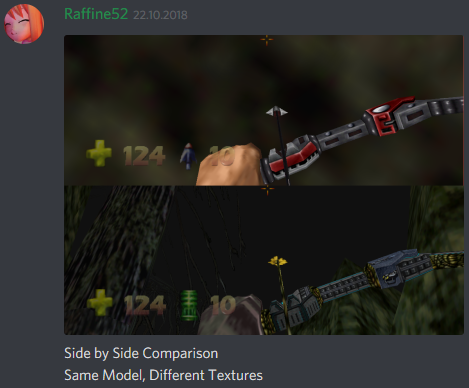 Raffine52 22.10.2018
124 10
124 10
Side by Side Comparison
Same Model, Different Textures